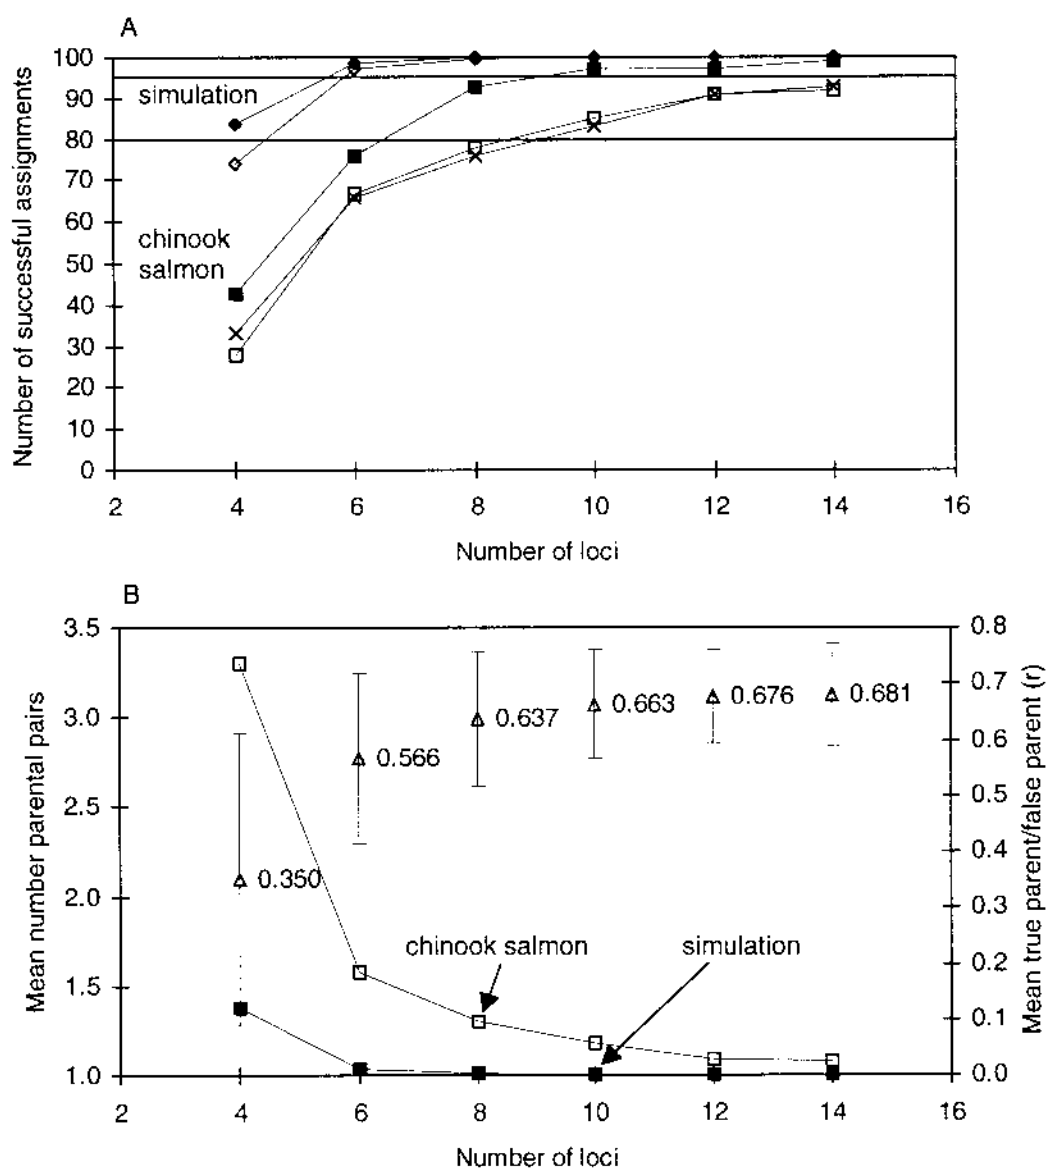 A
100
90
80
70
60
50
40
30
20
10
0
Number of successful assignments
simulation
chinook
salmon
2 4 6 8 10 12 14 16
Number of loci
B
3.5
3.0
2.5
2.0
1.5
1.0
Mean number parental pairs
0.350
0.566
0.637
0.663
0.676
0.681
chinook salmon
simulation
0.8
0.7
0.6
0.5
0.4
0.3
0.2
0.1
0.0
Mean true parent/false parent (r)
2 4 6 8 10 12 14 16
Number of loci